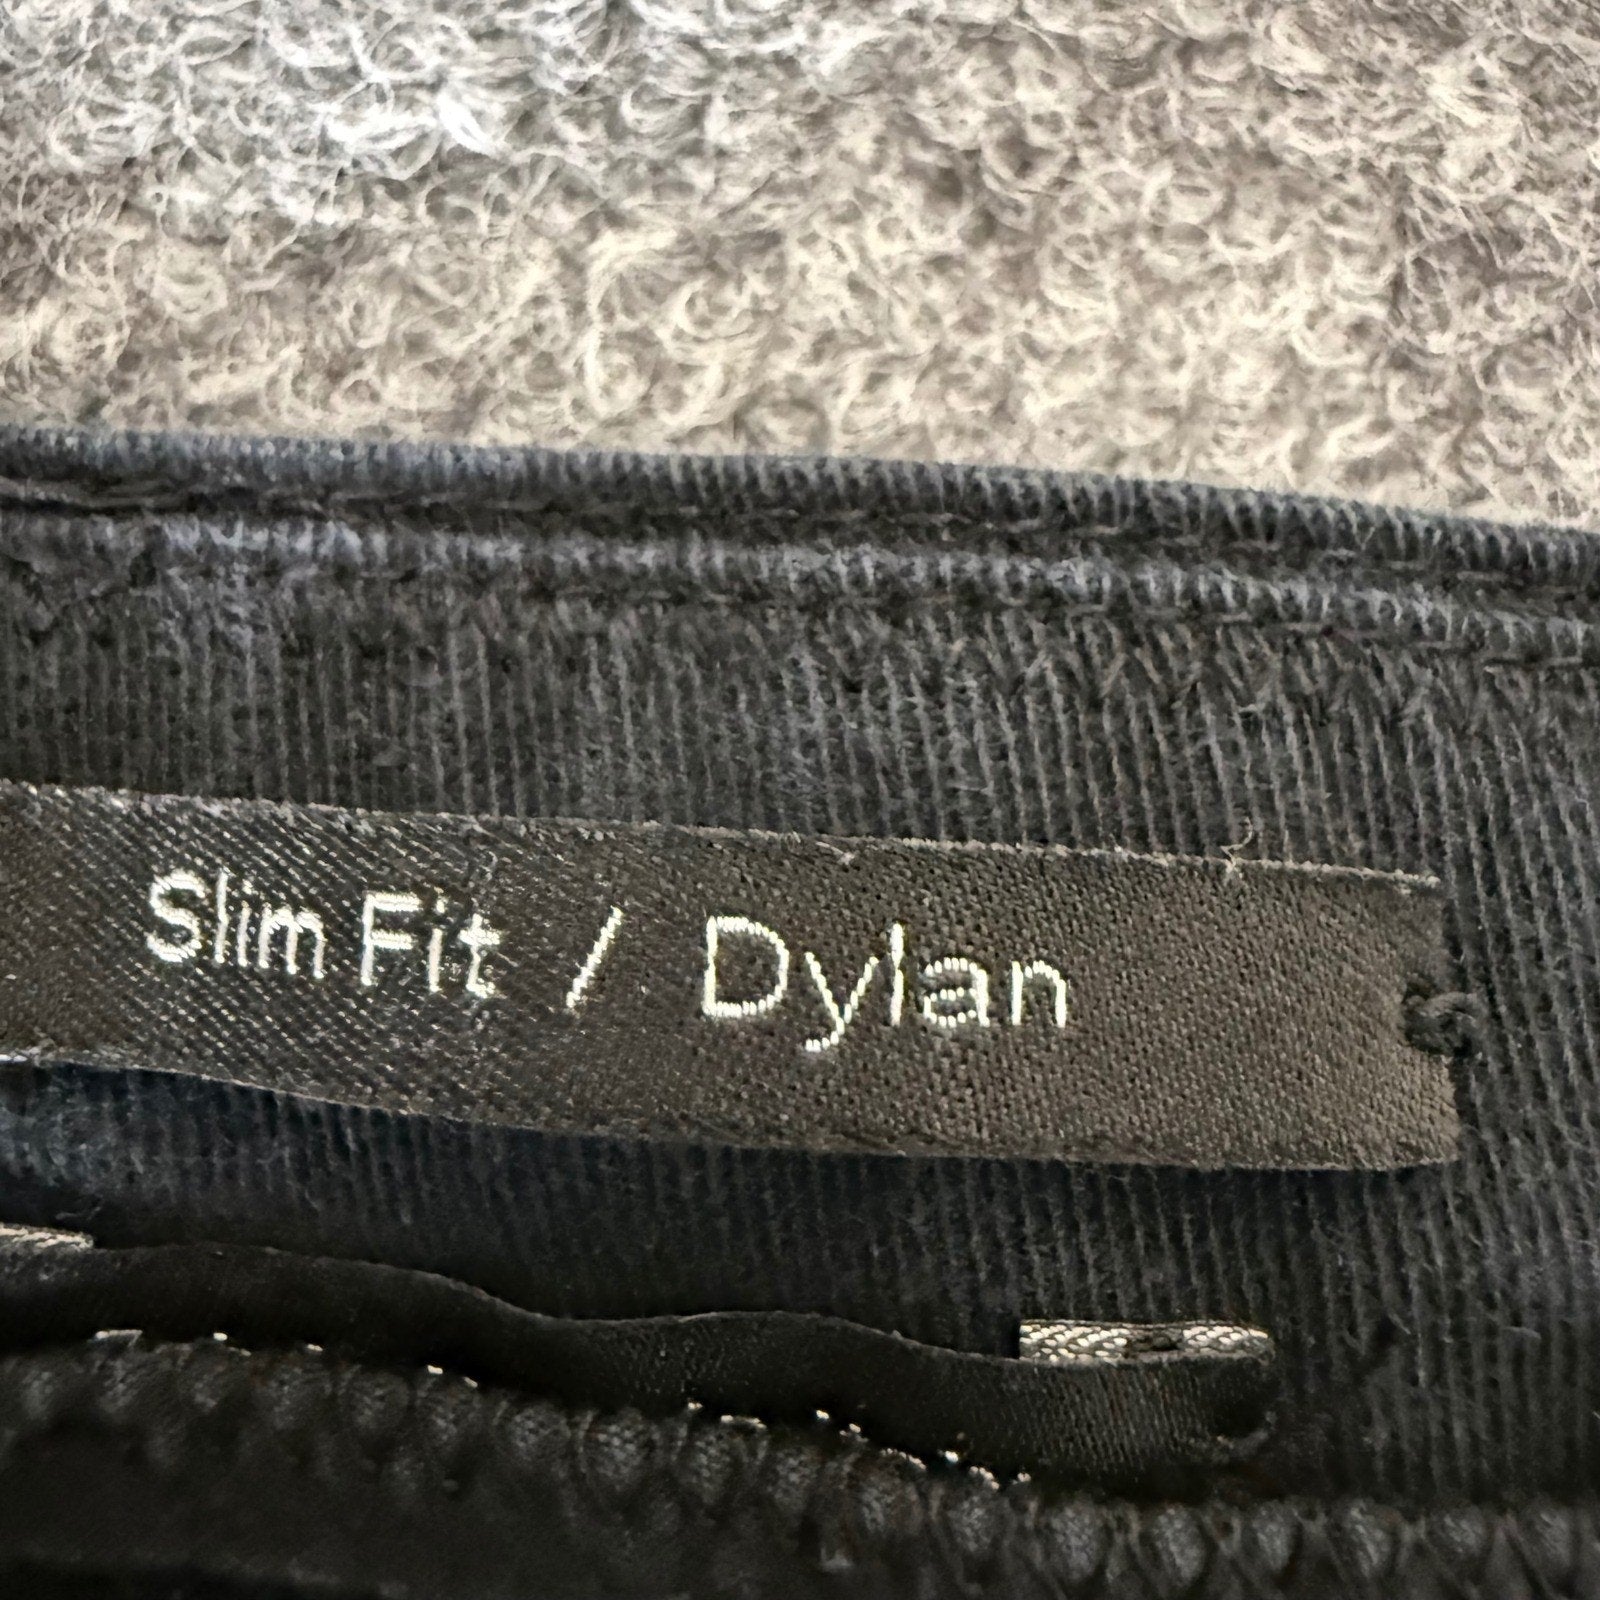 Slim Fit / Dylan